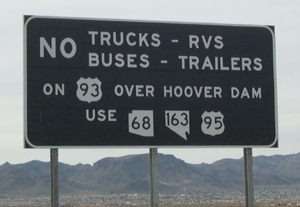 NO TRUCKS - RVS
BUSES - TRAILERS
ON 93 OVER HOOVER DAM
USE 68 163 95